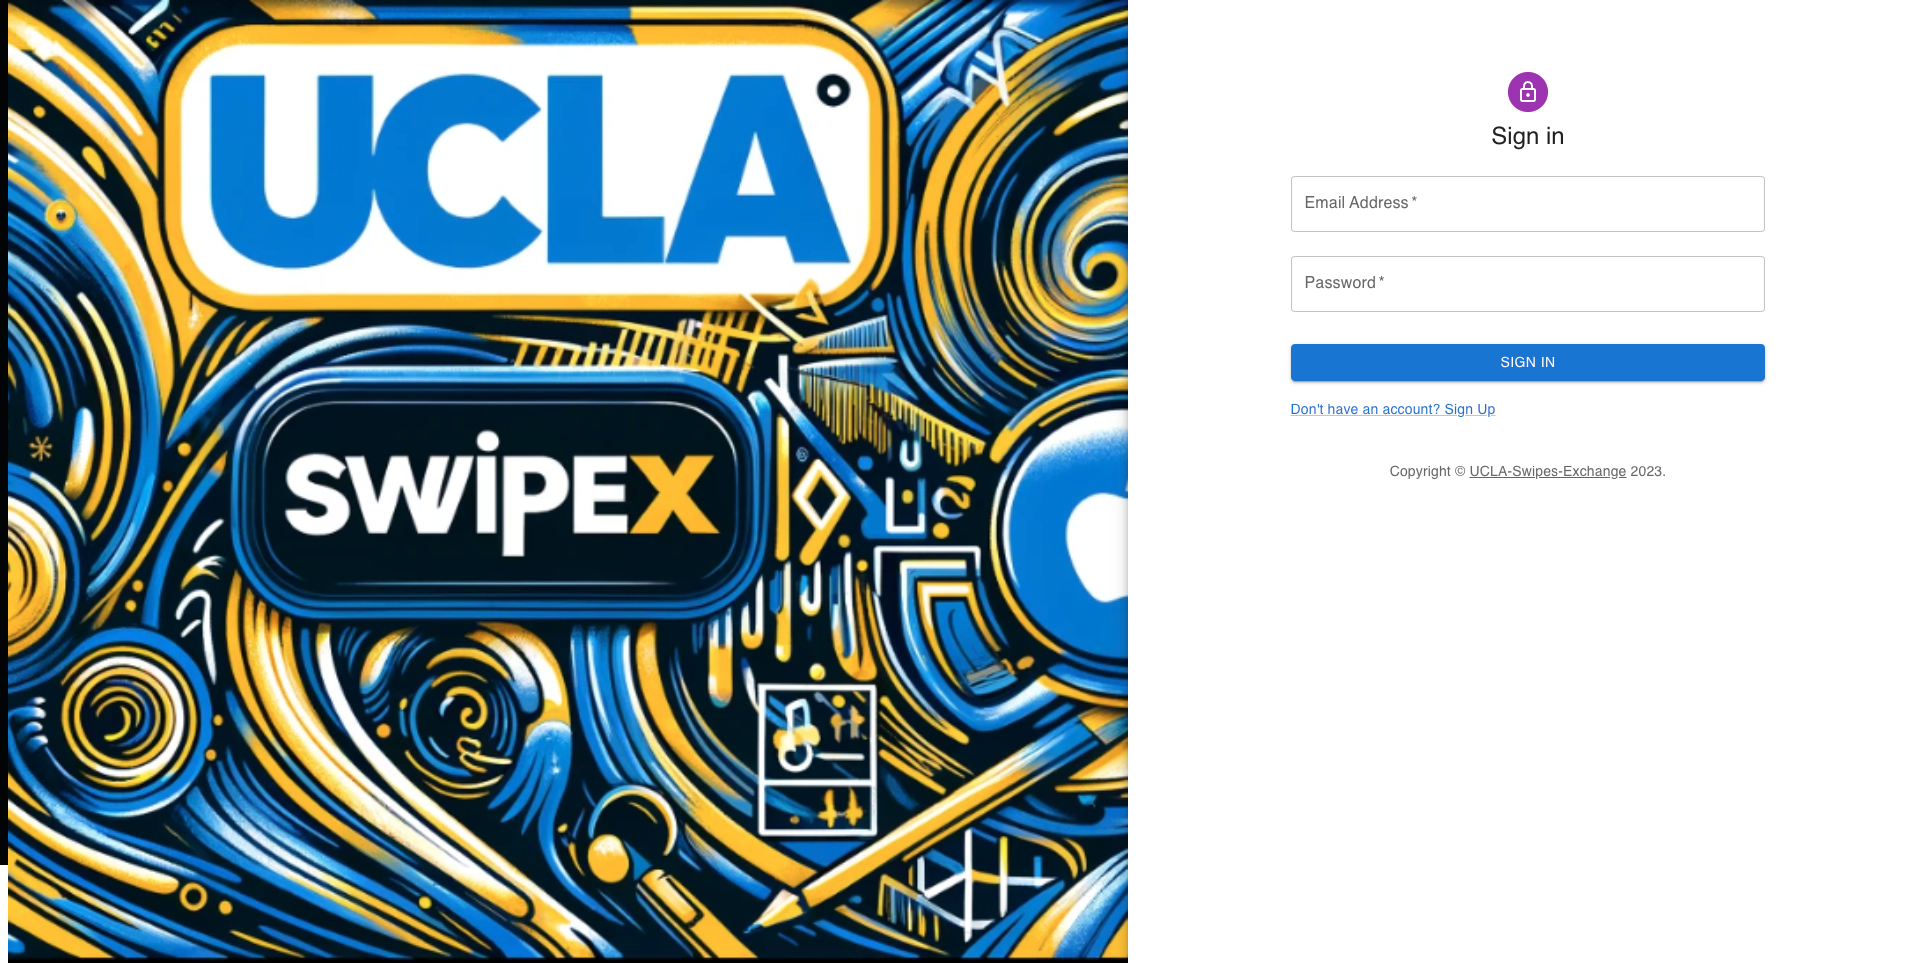 UCLA
SWiPEX
Sign in
Email Address *
Password *
SIGN IN
Don't have an account? Sign Up
Copyright © UCLA-Swipes-Exchange 2023.